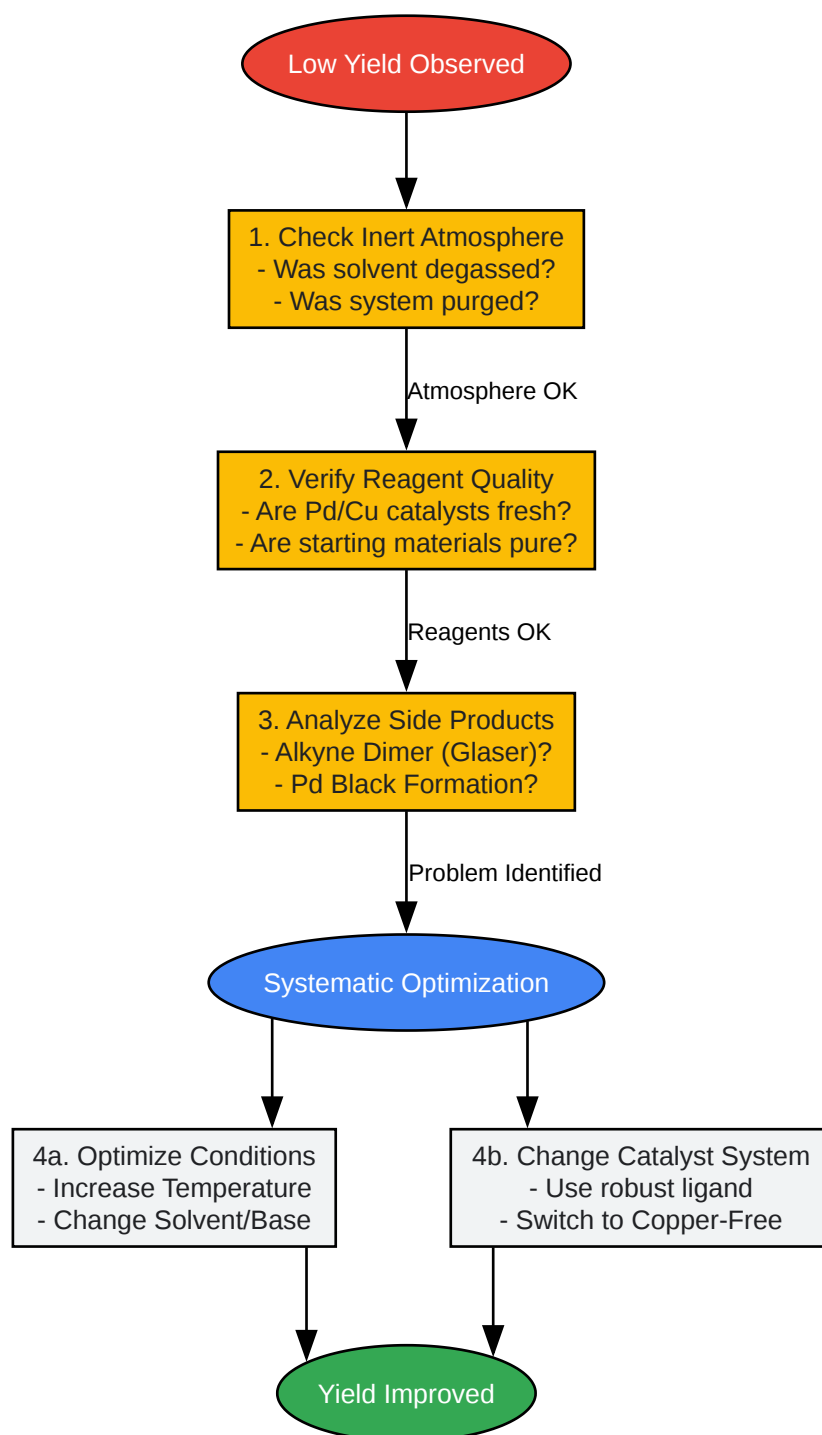 Low Yield Observed
1. Check Inert Atmosphere
- Was solvent degassed?
- Was system purged?
Atmosphere OK
2. Verify Reagent Quality
- Are Pd/Cu catalysts fresh?
- Are starting materials pure?
Reagents OK
3. Analyze Side Products
- Alkyne Dimer (Glaser)?
- Pd Black Formation?
Problem Identified
Systematic Optimization
4a. Optimize Conditions
- Increase Temperature
- Change Solvent/Base
4b. Change Catalyst System
- Use robust ligand
- Switch to Copper-Free
Yield Improved